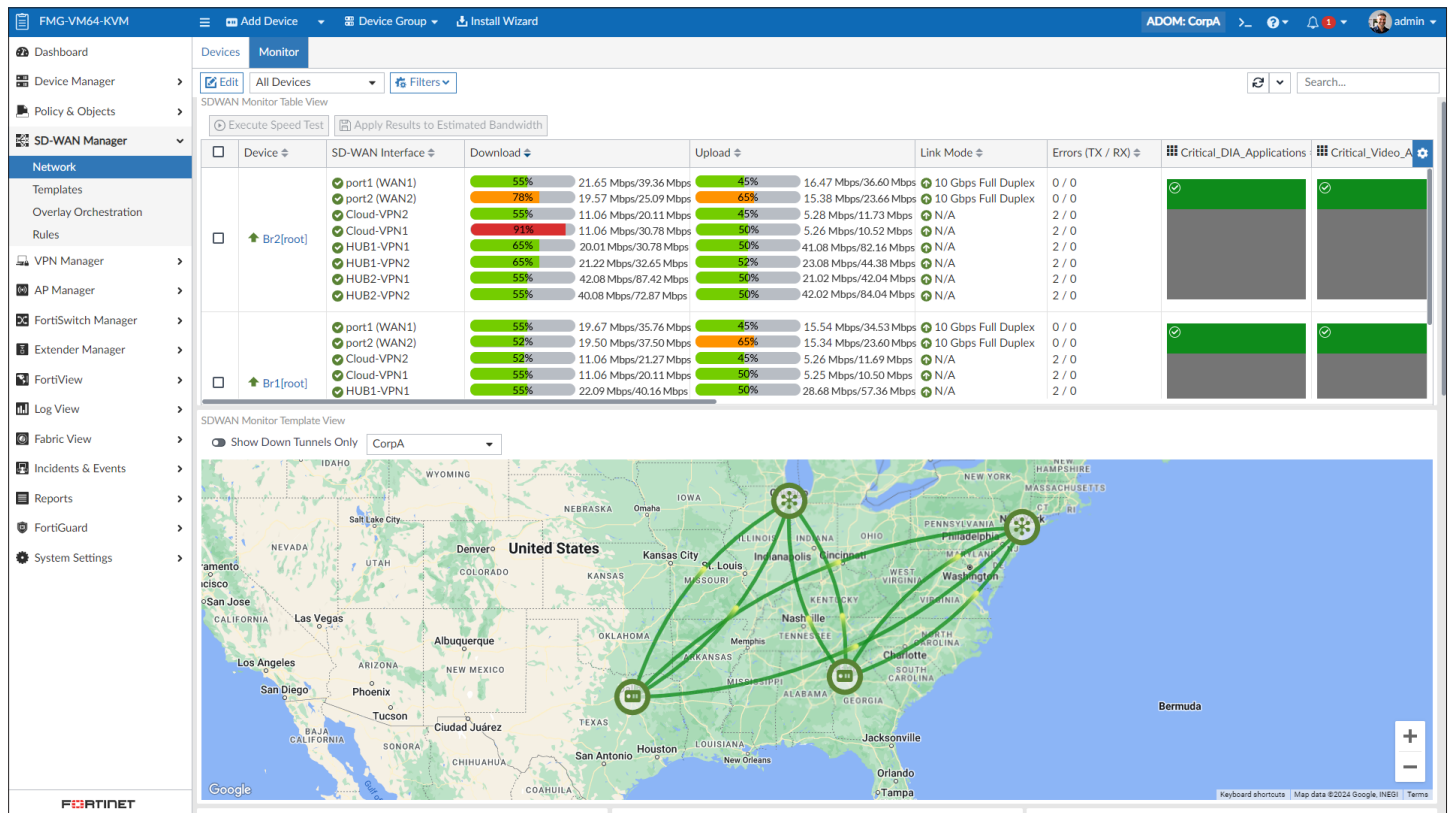 FMG-VM64-KVM
Add Device
Device Group
Install Wizard
ADOM: CorpA
1
admin
Dashboard
Device Manager
Policy & Objects
SD-WAN Manager
Network
Templates
Overlay Orchestration
Rules
VPN Manager
AP Manager
FortiSwitch Manager
Extender Manager
FortiView
Log View
Fabric View
Incidents & Events
Reports
FortiGuard
System Settings
FORTINET
Devices Monitor
Edit All Devices Filters Search...
SDWAN Monitor Table View
Execute Speed Test Apply Results to Estimated Bandwidth
Device SD-WAN Interface Download Upload Link Mode Errors (TX / RX) Critical_DIA_Applications Critical_Video_A
Br2[root]
port1 (WAN1) 55% 21.65 Mbps/39.36 Mbps 45% 16.47 Mbps/36.60 Mbps 10 Gbps Full Duplex 0 / 0
port2 (WAN2) 78% 19.57 Mbps/25.09 Mbps 65% 15.38 Mbps/23.66 Mbps 10 Gbps Full Duplex 0 / 0
Cloud-VPN2 55% 11.06 Mbps/20.11 Mbps 45% 5.28 Mbps/11.73 Mbps N/A 2 / 0
Cloud-VPN1 91% 11.06 Mbps/30.78 Mbps 50% 5.26 Mbps/10.52 Mbps N/A 2 / 0
HUB1-VPN1 65% 20.01 Mbps/30.78 Mbps 50% 41.08 Mbps/82.16 Mbps N/A 2 / 0
HUB1-VPN2 65% 21.22 Mbps/32.65 Mbps 52% 23.08 Mbps/44.38 Mbps N/A 2 / 0
HUB2-VPN1 55% 42.08 Mbps/87.42 Mbps 50% 21.02 Mbps/42.04 Mbps N/A 2 / 0
HUB2-VPN2 55% 40.08 Mbps/72.87 Mbps 50% 42.02 Mbps/84.04 Mbps N/A 2 / 0
Br1[root]
port1 (WAN1) 55% 19.67 Mbps/35.76 Mbps 45% 15.54 Mbps/34.53 Mbps 10 Gbps Full Duplex 0 / 0
port2 (WAN2) 52% 19.50 Mbps/37.50 Mbps 65% 15.34 Mbps/23.60 Mbps 10 Gbps Full Duplex 0 / 0
Cloud-VPN2 52% 11.06 Mbps/21.27 Mbps 45% 5.26 Mbps/11.69 Mbps N/A 2 / 0
Cloud-VPN1 55% 11.06 Mbps/20.11 Mbps 50% 5.25 Mbps/10.50 Mbps N/A 2 / 0
HUB1-VPN1 55% 22.09 Mbps/40.16 Mbps 50% 28.68 Mbps/57.36 Mbps N/A 2 / 0
SDWAN Monitor Template View
Show Down Tunnels Only CorpA
IDAHO
WYOMING
NEW
HAMPSHIRE
NEW YORK
MASSACHUSETTS
CT
RI
IOWA
NEBRASKA
Omaha
Salt Lake City
PENNSYLVANIA
Philadelphia
NJ
NEVADA
UTAH
Denver
COLORADO
United States
Kansas City
KANSAS
St. Louis
MISSOURI
ILLINOIS
INDIANA
Indianapolis
OHIO
Cincinnati
WEST
VIRGINIA
MARYLAND
DE
Washington
VIRGINIA
KENTUCKY
ramento
ncisco
San Jose
CALIFORNIA
Las Vegas
Nashville
TENNESSEE
NORTH
CAROLINA
Charlotte
SOUTH
CAROLINA
Albuquerque
OKLAHOMA
Memphis
ARKANSAS
Los Angeles
ARIZONA
NEW MEXICO
MISSISSIPPI
ALABAMA
GEORGIA
San Diego
Phoenix
Tucson
Ciudad Juárez
TEXAS
Bermuda
BAJA
CALIFORNIA
SONORA
CHIHUAHUA
San Antonio
Houston
LOUISIANA
New Orleans
Jacksonville
Orlando
Tampa
COAHUILA
Gulf of
Google
Keyboard shortcuts Map data ©2024 Google, INEGI Terms